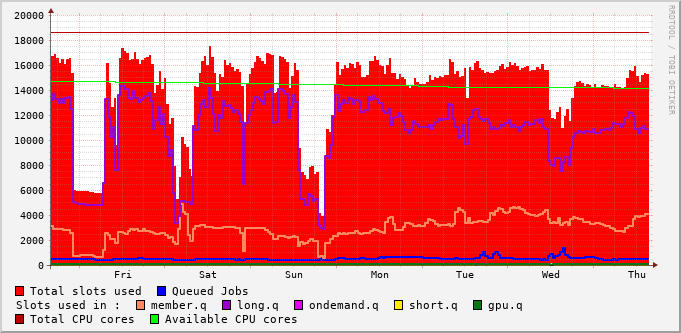 20000
18000
16000
14000
12000
10000
8000
6000
4000
2000
0
Fri Sat Sun Mon Tue Wed Thu
RRDTOOL / TOBI OETIKER
Total slots used Queued Jobs
Slots used in : member.q long.q ondemand.q short.q gpu.q
Total CPU cores Available CPU cores